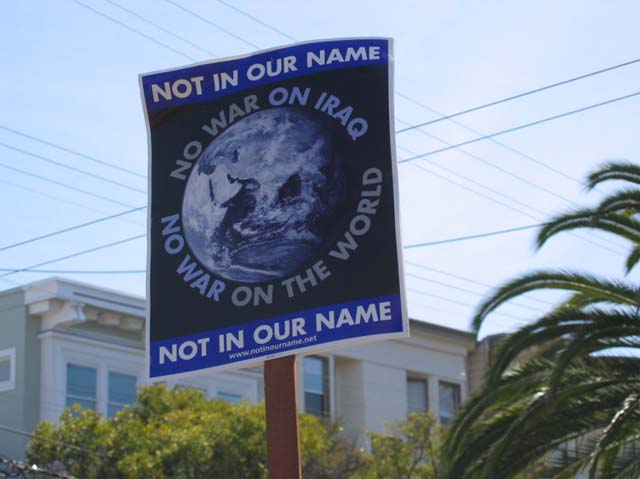 NOT IN OUR NAME
NO WAR ON IRAQ
NO WAR ON THE WORLD
NOT IN OUR NAME
www.notinourname.net